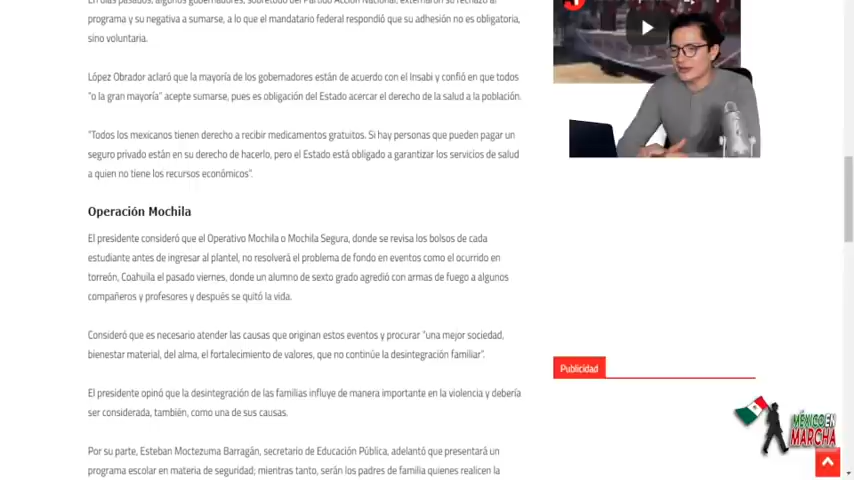 En días pasados, algunos gobernadores, sobretodo del Partido Acción Nacional, externaron su rechazo al
programa y su negativa a sumarse, a lo que el mandatario federal respondió que su adhesión no es obligatoria,
sino voluntaria.
López Obrador aclaró que la mayoría de los gobernadores están de acuerdo con el Insabi y confió en que todos
“o la gran mayoría” acepte sumarse, pues es obligación del Estado acercar el derecho de la salud a la población.
“Todos los mexicanos tienen derecho a recibir medicamentos gratuitos. Si hay personas que pueden pagar un
seguro privado están en su derecho de hacerlo, pero el Estado está obligado a garantizar los servicios de salud
a quien no tiene los recursos económicos”.
Operación Mochila
El presidente consideró que el Operativo Mochila o Mochila Segura, donde se revisa los bolsos de cada
estudiante antes de ingresar al plantel, no resolverá el problema de fondo en eventos como el ocurrido en
torreón, Coahuila el pasado viernes, donde un alumno de sexto grado agredió con armas de fuego a algunos
compañeros y profesores y después se quitó la vida.
Consideró que es necesario atender las causas que originan estos eventos y procurar “una mejor sociedad,
bienestar material, del alma, el fortalecimiento de valores, que no continúe la desintegración familiar”.
El presidente opinó que la desintegración de las familias influye de manera importante en la violencia y debería
ser considerada, también, como una de sus causas.
Por su parte, Esteban Moctezuma Barragán, secretario de Educación Pública, adelantó que presentará un
programa escolar en materia de seguridad; mientras tanto, serán los padres de familia quienes realicen la
Publicidad
MÉXICO EN
MARCHA